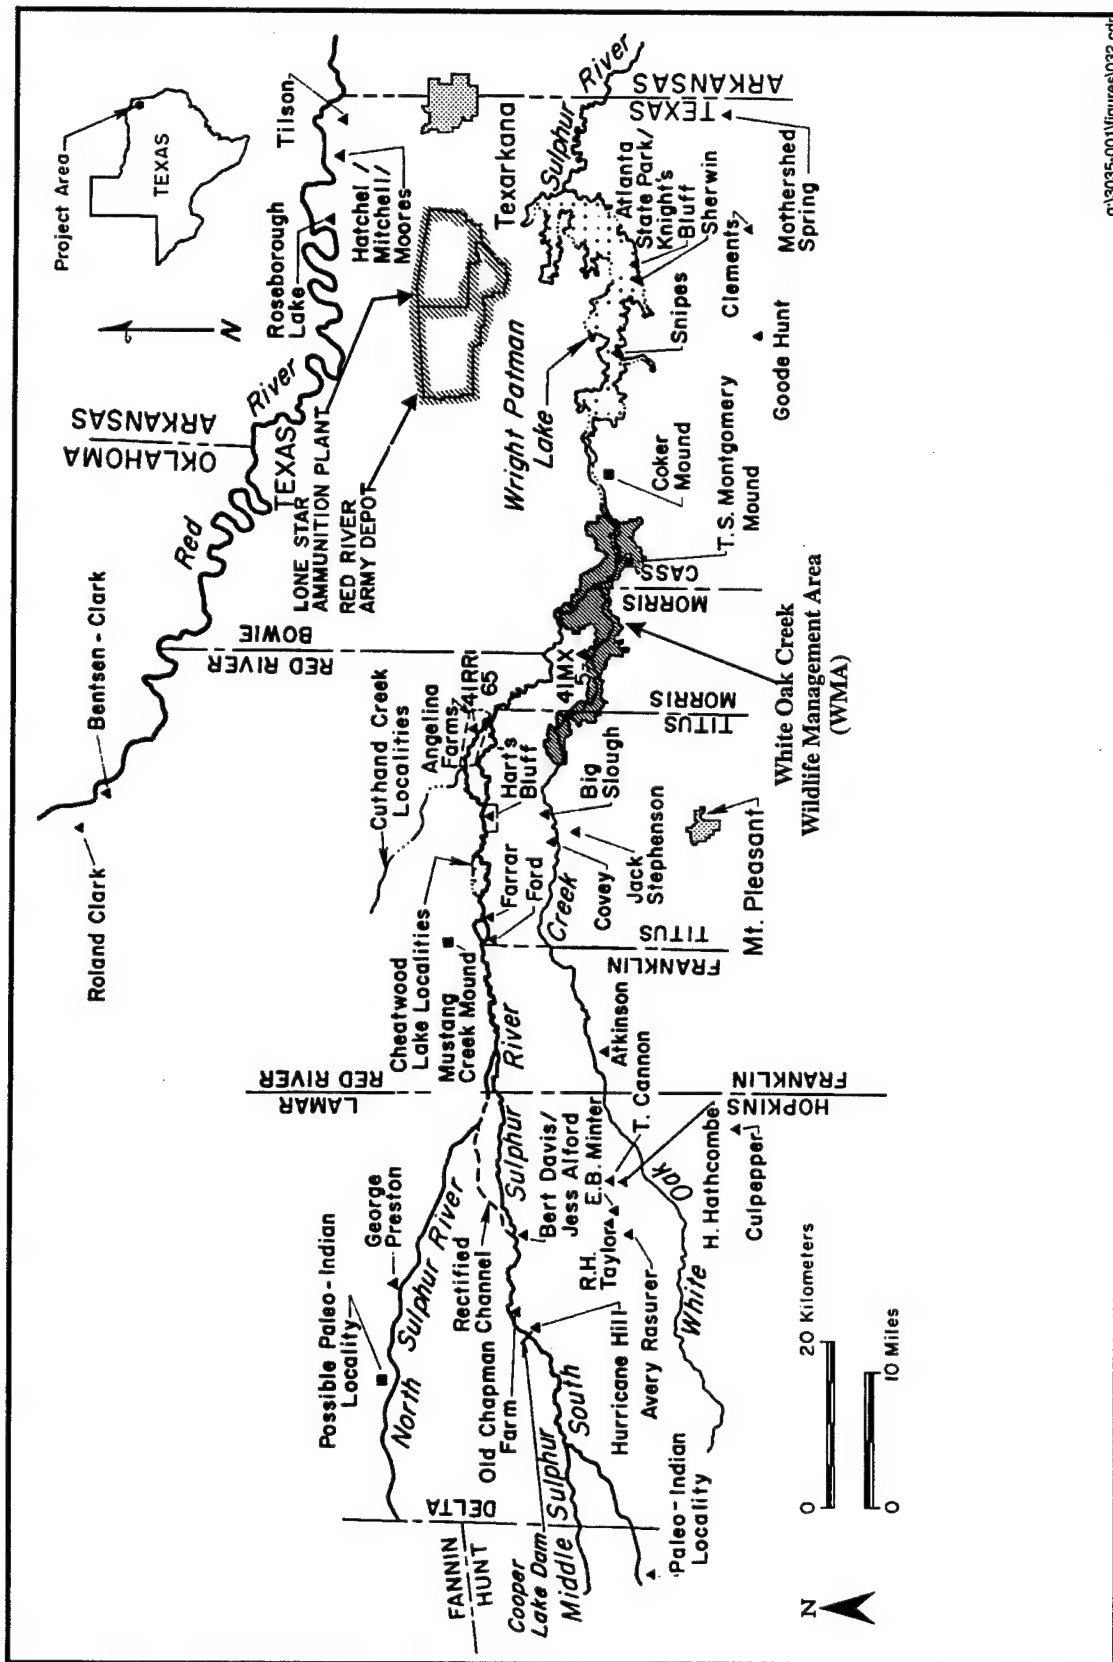 Project Area
TEXAS
N
Roland Clark
Bentsen - Clark
Red
River
OKLAHOMA
ARKANSAS
TEXAS
Roseborough
Lake
Tilson
Hatchel /
Mitchell /
Moores
LONE STAR
AMMUNITION PLANT
RED RIVER
ARMY DEPOT
Texarkana
ARKANSAS
TEXAS
RED RIVER
BOWIE
Cuthand Creek
Localities
Angelina
Farms
41RR
65
Possible Paleo - Indian
Locality
George
Preston
North Sulphur River
LAMAR
RED RIVER
Cheatwood
Lake Localities
Mustang
Creek Mound
Farrar
Ford
Hart's
Bluff
Rectified
Channel
Old Chapman
Farm
FANNIN
HUNT
DELTA
Cooper
Lake Dam
Middle Sulphur
South
Sulphur
River
Sulphur
River
Hurricane Hill
Bert Davis/
Jess Alford
E.B. Minter
T. Cannon
R.H.
Taylor
Avery Rasurer
H. Hathcombe
Culpepper
HOPKINS
FRANKLIN
Atkinson
White
Oak
Creek
FRANKLIN
TITUS
Covey
Jack
Stephenson
Big
Slough
Mt. Pleasant
TITUS
MORRIS
41MX
5
MORRIS
CASS
White Oak Creek
Wildlife Management Area
(WMA)
T.S. Montgomery
Mound
Coker
Mound
Wright Patman
Lake
Snipes
Atlanta
State Park/
Knight's
Bluff
Sherwin
Clements
Goode Hunt
Mothershed
Spring
Paleo - Indian
Locality
N
0
20 Kilometers
0
10 Miles
g:\3035-001\figures\032.cdr